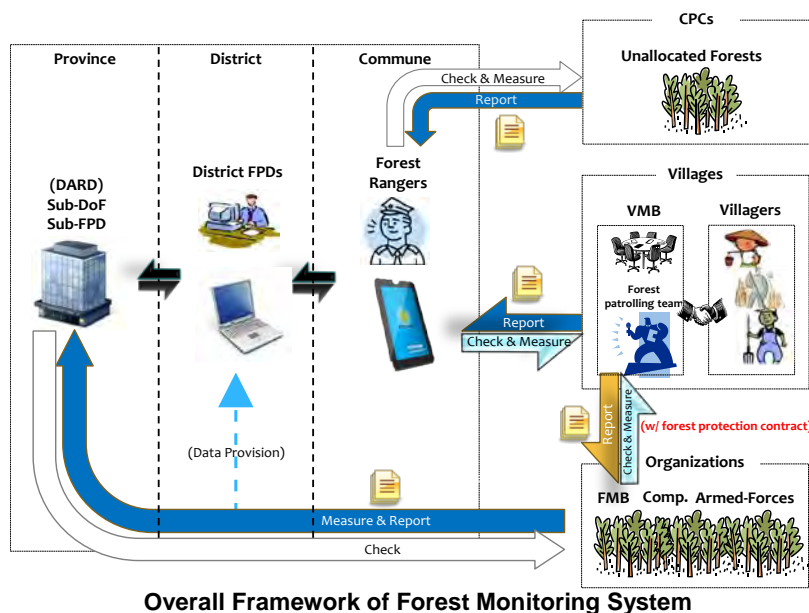 CPCs
Unallocated Forests
Province
District
Commune
Check & Measure
Report
(DARD)
Sub-DoF
Sub-FPD
District FPDs
Forest
Rangers
Villages
VMB
Villagers
Forest
patrolling team
Report
Check & Measure
Report
Check & Measure
(w/ forest protection contract)
(Data Provision)
Organizations
FMB
Comp.
Armed-Forces
Measure & Report
Check
Overall Framework of Forest Monitoring System